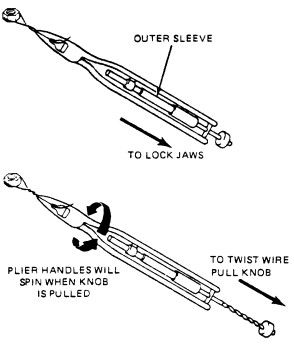 OUTER SLEEVE
TO LOCK JAWS
TO TWIST WIRE
PULL KNOB
PLIER HANDLES WILL
SPIN WHEN KNOB
IS PULLED